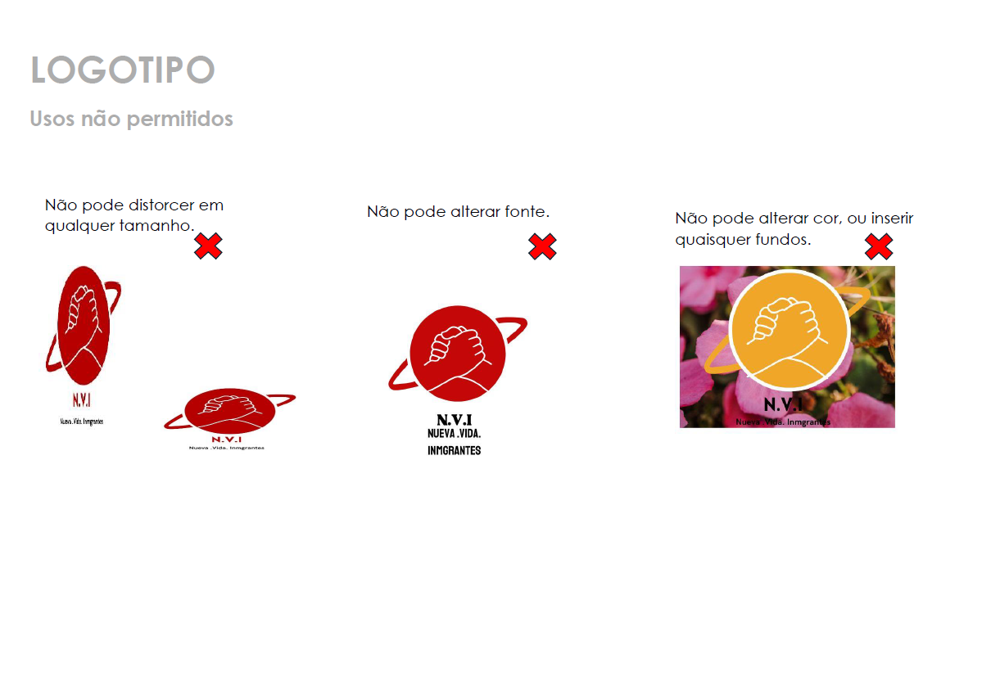 LOGOTIPO
Usos não permitidos
Não pode distorcer em
qualquer tamanho.
N.V.I
Nueva .Vida. Inmgrantes
N.V.I
Nueva .Vida. Inmgrantes
Não pode alterar fonte.
N.V.I
NUEVA .VIDA.
INMGRANTES
Não pode alterar cor, ou inserir
quaisquer fundos.
N.V.I
Nueva .Vida. Inmgrantes